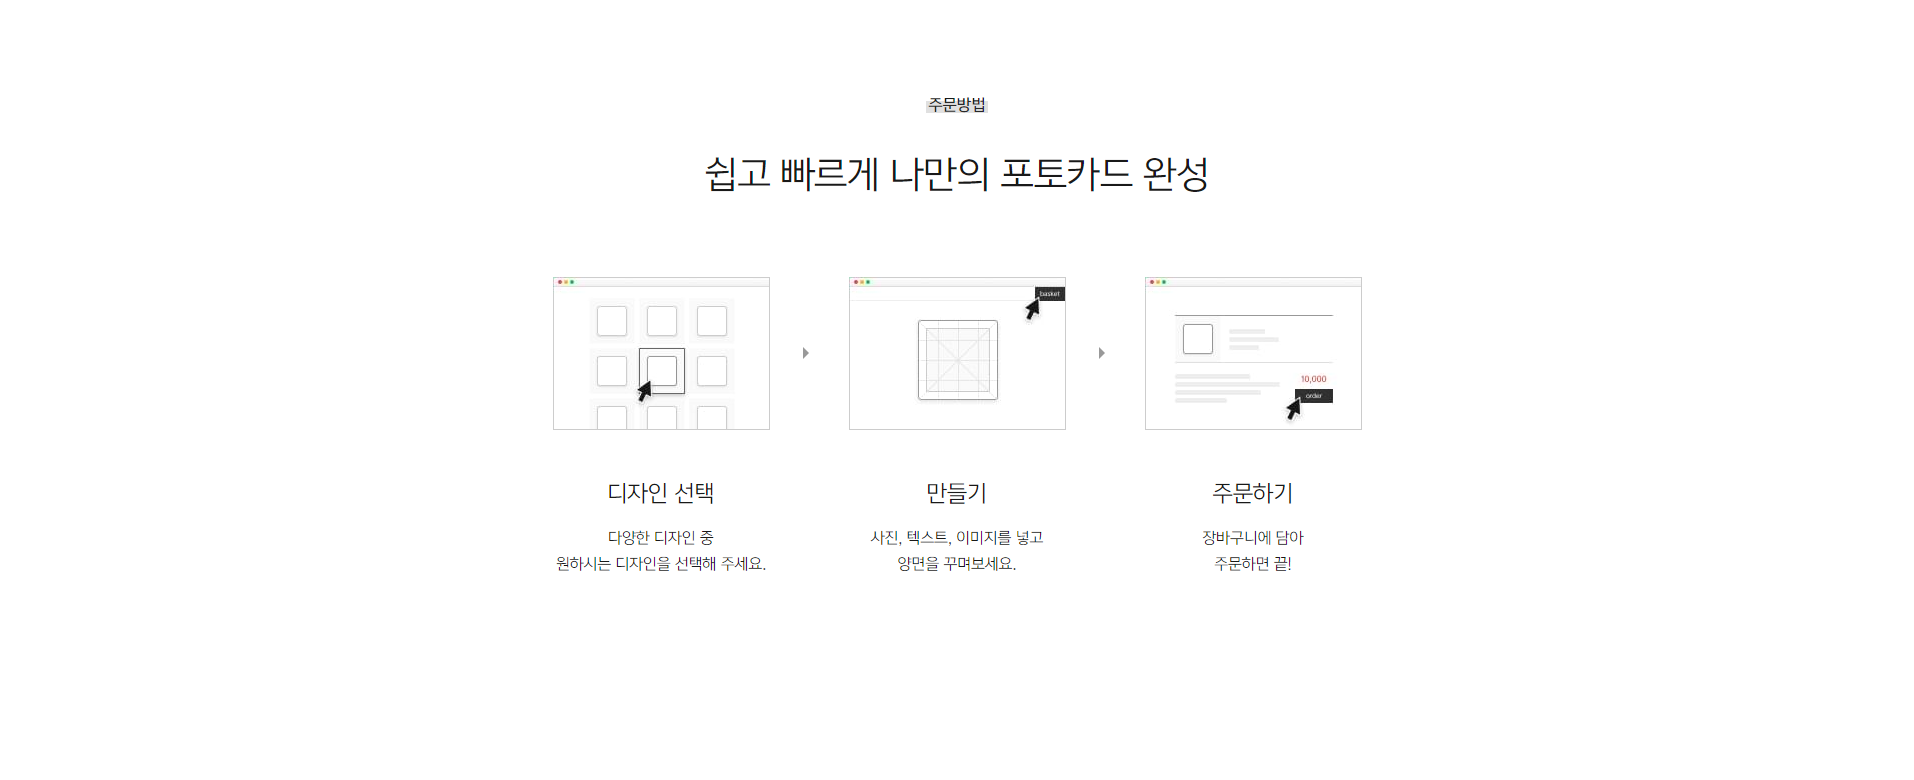 주문방법
쉽고 빠르게 나만의 포토카드 완성
basket
10,000
order
디자인 선택
다양한 디자인 중
원하시는 디자인을 선택해 주세요.
만들기
사진, 텍스트, 이미지를 넣고
양면을 꾸며보세요.
주문하기
장바구니에 담아
주문하면 끝!